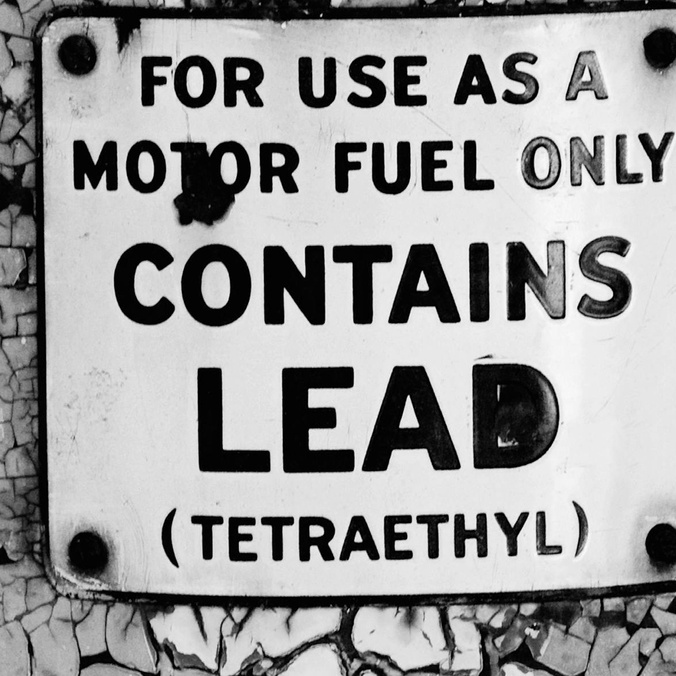 FOR USE AS A
MOTOR FUEL ONLY
CONTAINS
LEAD
(TETRAETHYL)